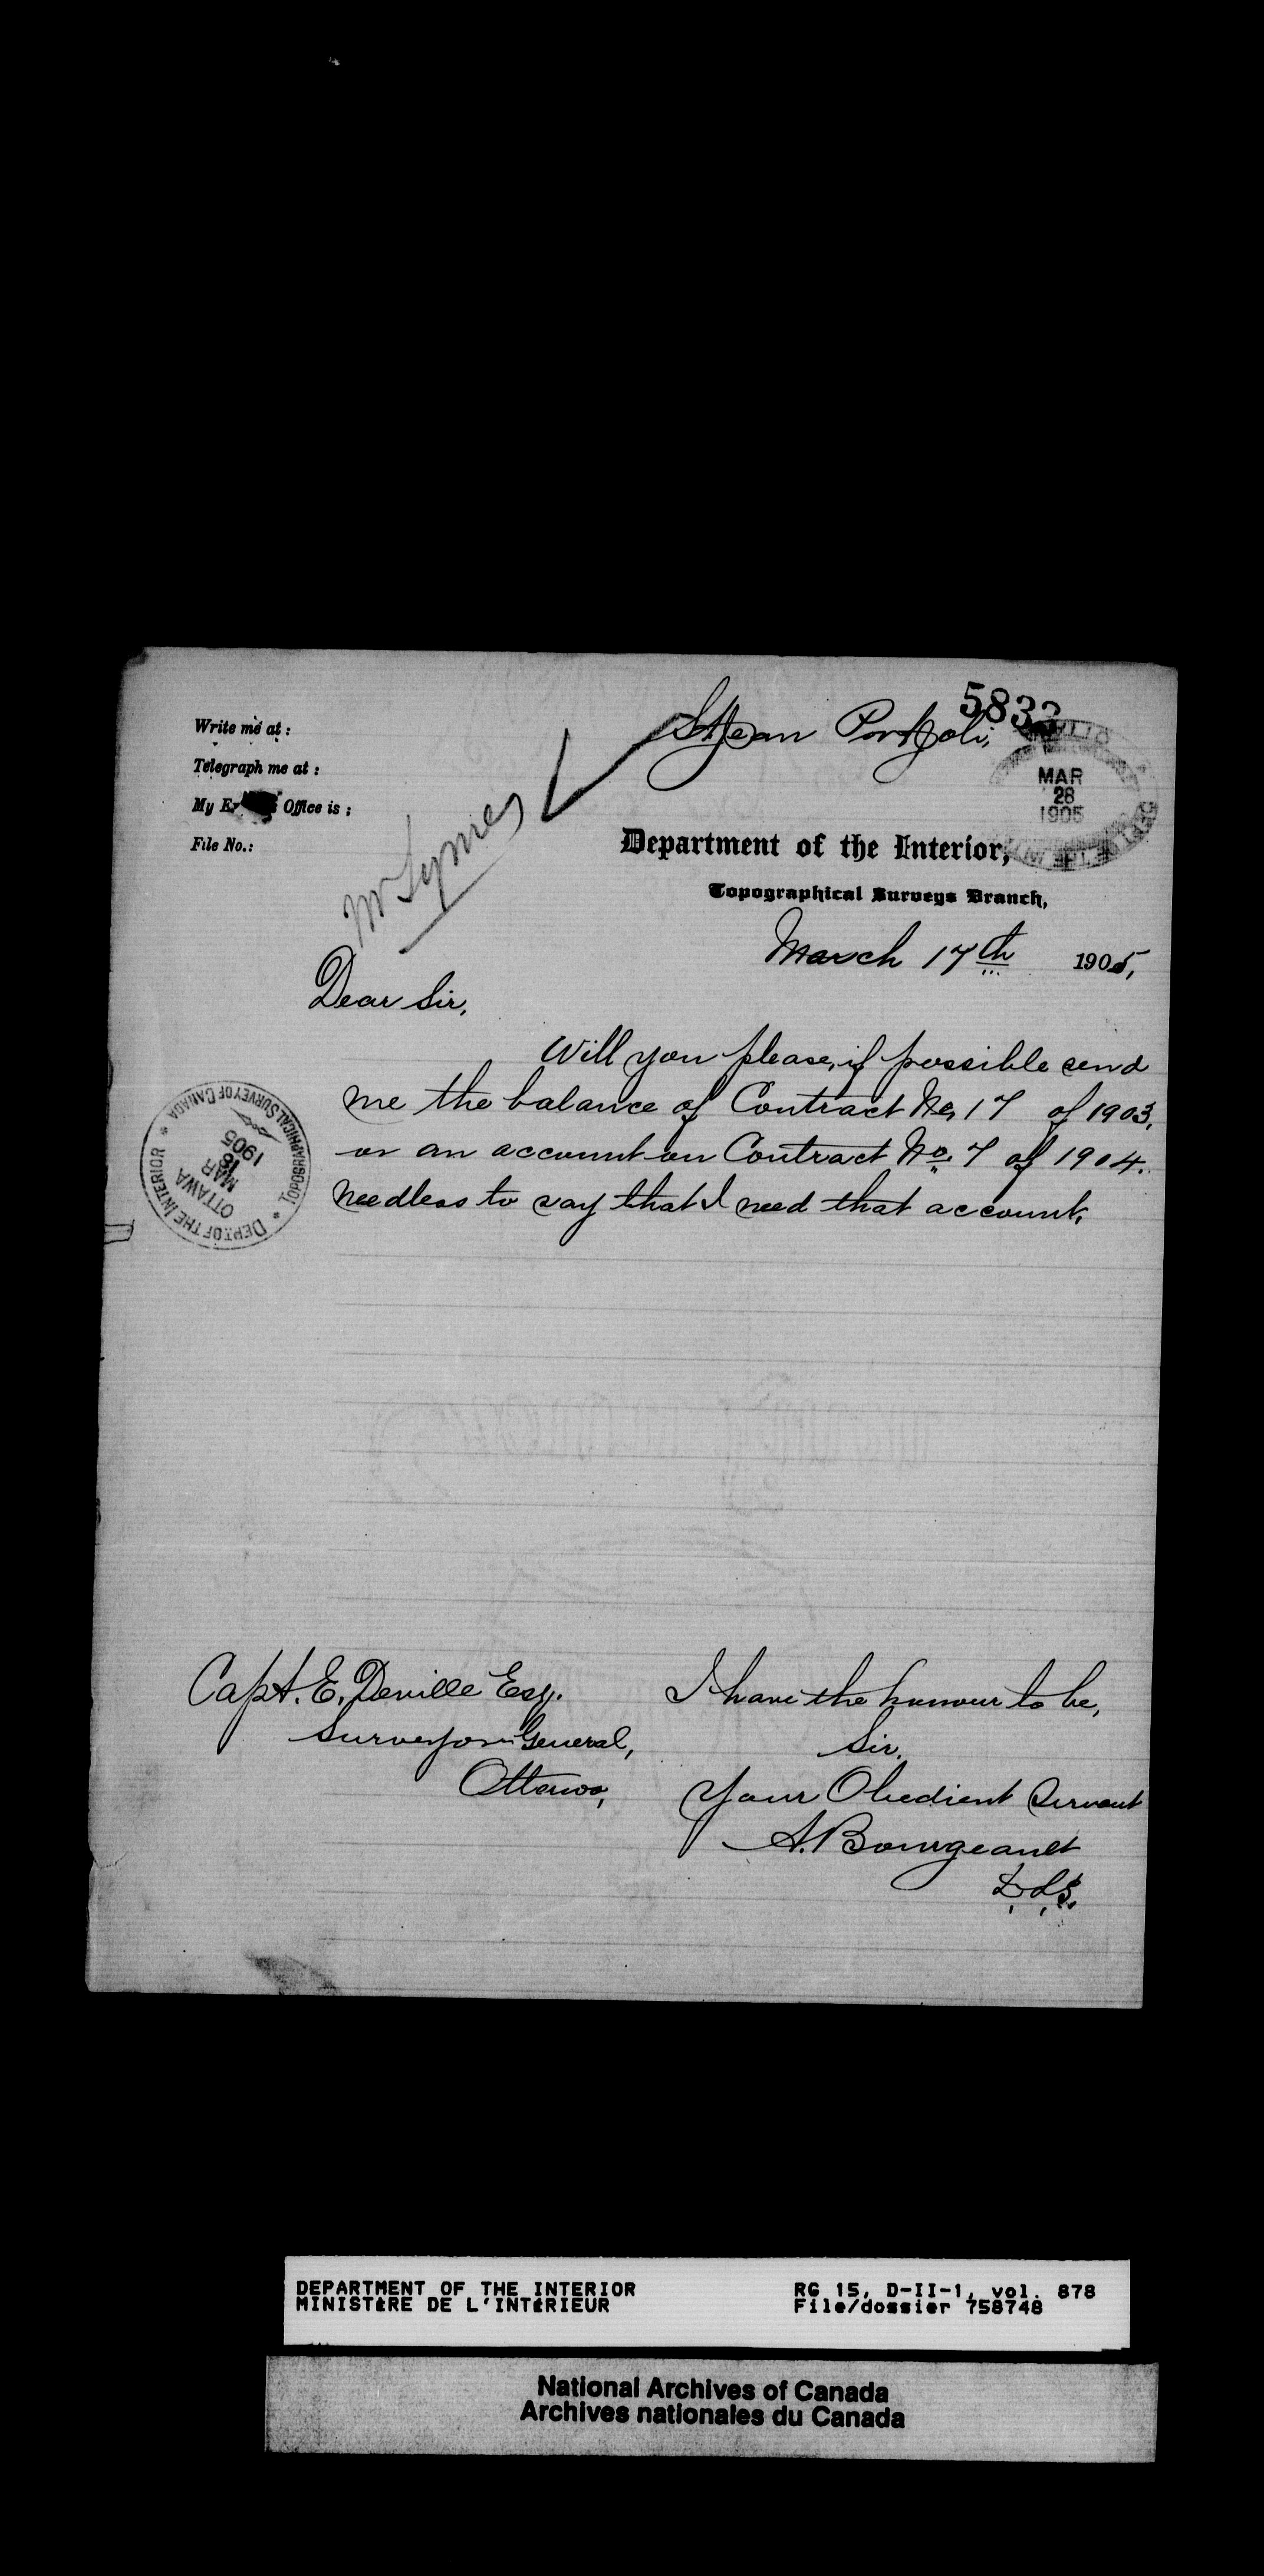 5833
St Jean Port Joli,
Write me at :
Telegraph me at :
My Office is :
File No.:
MAR
28
1905
Mr Symes
Department of the Interior,
Topographical Surveys Branch,
March 17th 1905,
Dear Sir,
Will you please, if possible send
me the balance of Contract No, 17 of 1903,
or an account on Contract No. 7 of 1904.
Needless to say that I need that account.
TOPOGRAPHICAL SURVEY OF CANADA
DEPT. OF THE INTERIOR
OTTAWA
MAR
1905
Capt. E. Deville Esq.
Surveyor General,
Ottawa,
I have the honour to be,
Sir,
Your Obedient Servant
A. Bourgeault
D.L.S.
DEPARTMENT OF THE INTERIOR
MINISTÈRE DE L'INTÉRIEUR
RG 15, D-II-1, vol. 878
File/dossier 758748
National Archives of Canada
Archives nationales du Canada